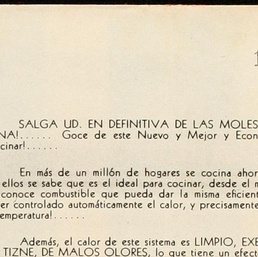 1
SALGA UD. EN DEFINITIVA DE LAS MOLES
NA!...... Goce de este Nuevo y Mejor y Econ
cinar!......
En más de un millón de hogares se cocina ahor
ellos se sabe que es el ideal para cocinar, desde el m
conoce combustible que pueda dar la misma eficien
er controlado automáticamente el calor, y precisamente
emperatura!......
Además, el calor de este sistema es LIMPIO, EXE
TIZNE, DE MALOS OLORES, lo que tiene un efect